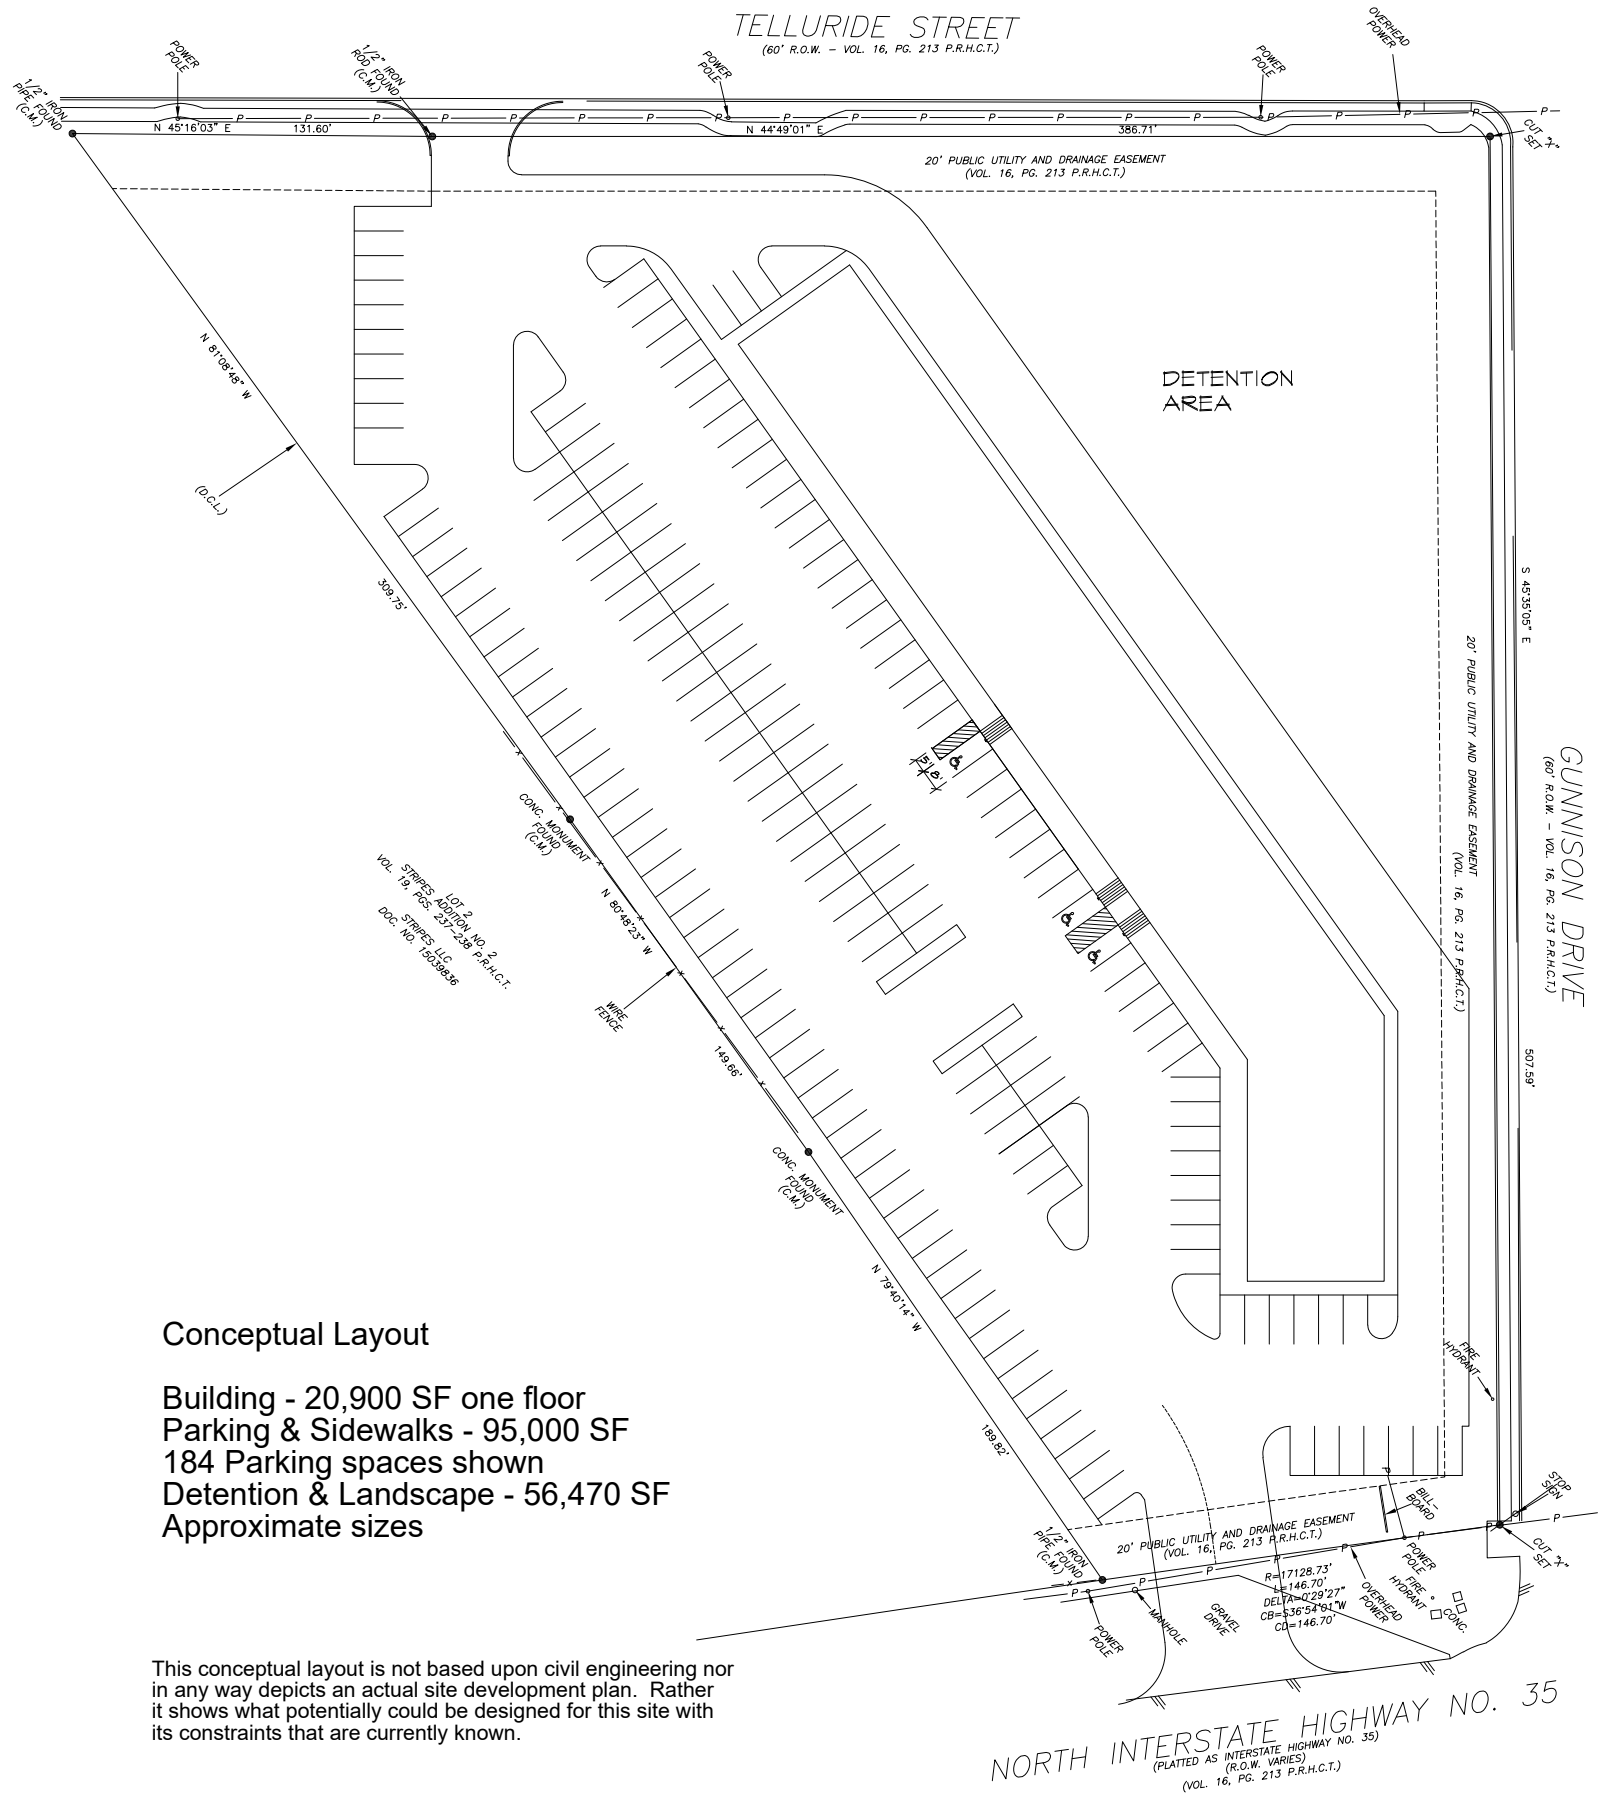 TELLURIDE STREET
(60' R.O.W. - VOL. 16, PG. 213 P.R.H.C.T.)
1/2" IRON
PIPE FOUND
(C.M.)
POWER
POLE
1/2" IRON
ROD FOUND
(C.M.)
POWER
POLE
POWER
POLE
OVERHEAD
POWER
CUT "X"
SET
P P P P P P P P P P P P P P P P P P P P
N 45°16'03" E
131.60'
N 44°49'01" E
386.71'
20' PUBLIC UTILITY AND DRAINAGE EASEMENT
(VOL. 16, PG. 213 P.R.H.C.T.)
N 81°08'48" W
DETENTION
AREA
(D.C.L.)
309.75'
S 45°35'05" E
20' PUBLIC UTILITY AND DRAINAGE EASEMENT
(VOL. 16, PG. 213 P.R.H.C.T.)
GUNNISON DRIVE
(60' R.O.W. - VOL. 16, PG. 213 P.R.H.C.T.)
5' 8'
CONC. MONUMENT
FOUND
(C.M.)
LOT 2
STRIPES ADDITION NO. 2
VOL. 19, PGS. 237-238 P.R.H.C.T.
STRIPES LLC
DOC. NO. 15039836
N 80°48'23" W
WIRE
FENCE
149.66'
507.59'
CONC. MONUMENT
FOUND
(C.M.)
N 79°40'14" W
189.82'
FIRE
HYDRANT
Conceptual Layout
Building - 20,900 SF one floor
Parking & Sidewalks - 95,000 SF
184 Parking spaces shown
Detention & Landscape - 56,470 SF
Approximate sizes
BILL-
BOARD
STOP
SIGN
1/2" IRON
PIPE FOUND
(C.M.)
20' PUBLIC UTILITY AND DRAINAGE EASEMENT
(VOL. 16, PG. 213 P.R.H.C.T.)
P P P P P P P P P
CUT "X"
SET
R=17128.73'
L=146.70'
DELTA=0°29'27"
CB=S36°54'01"W
CD=146.70'
POWER
POLE
OVERHEAD
POWER
FIRE
HYDRANT
CONC.
GRAVEL
DRIVE
MANHOLE
POWER
POLE
This conceptual layout is not based upon civil engineering nor
in any way depicts an actual site development plan. Rather
it shows what potentially could be designed for this site with
its constraints that are currently known.
NORTH INTERSTATE HIGHWAY NO. 35
(PLATTED AS INTERSTATE HIGHWAY NO. 35)
(R.O.W. VARIES)
(VOL. 16, PG. 213 P.R.H.C.T.)